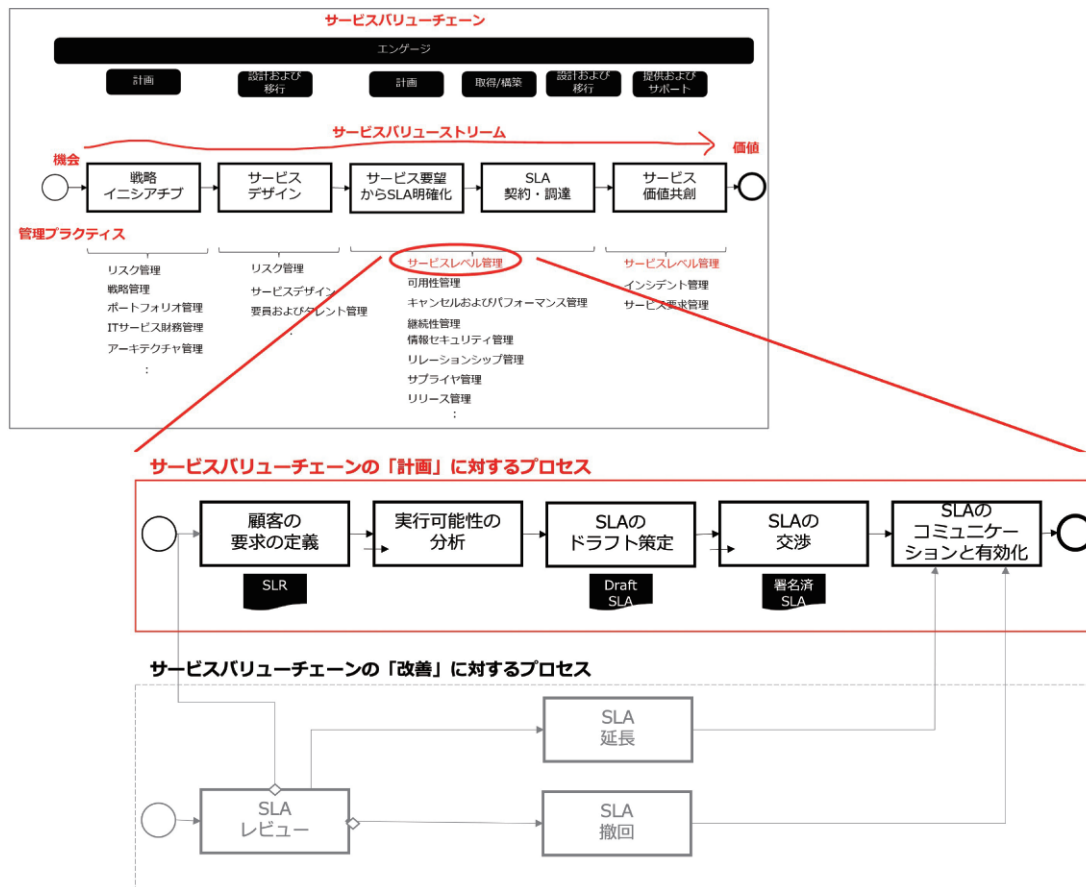 サービスバリューチェーン
エンゲージ
計画
設計および
移行
計画
取得/構築
設計および
移行
提供および
サポート
サービスバリューストリーム
機会
価値
戦略
イニシアチブ
サービス
デザイン
サービス要望
からSLA明確化
SLA
契約・調達
サービス
価値共創
管理プラクティス
リスク管理
戦略管理
ポートフォリオ管理
ITサービス財務管理
アーキテクチャ管理
:
リスク管理
サービスデザイン
要員およびタレント管理
:
サービスレベル管理
可用性管理
キャンセルおよびパフォーマンス管理
継続性管理
情報セキュリティ管理
リレーションシップ管理
サプライヤ管理
リリース管理
:
サービスレベル管理
インシデント管理
サービス要求管理
サービスバリューチェーンの「計画」に対するプロセス
顧客の
要求の定義
実行可能性の
分析
SLAの
ドラフト策定
SLAの
交渉
SLAの
コミュニケー
ションと有効化
SLR
Draft
SLA
署名済
SLA
サービスバリューチェーンの「改善」に対するプロセス
SLA
延長
SLA
レビュー
SLA
撤回